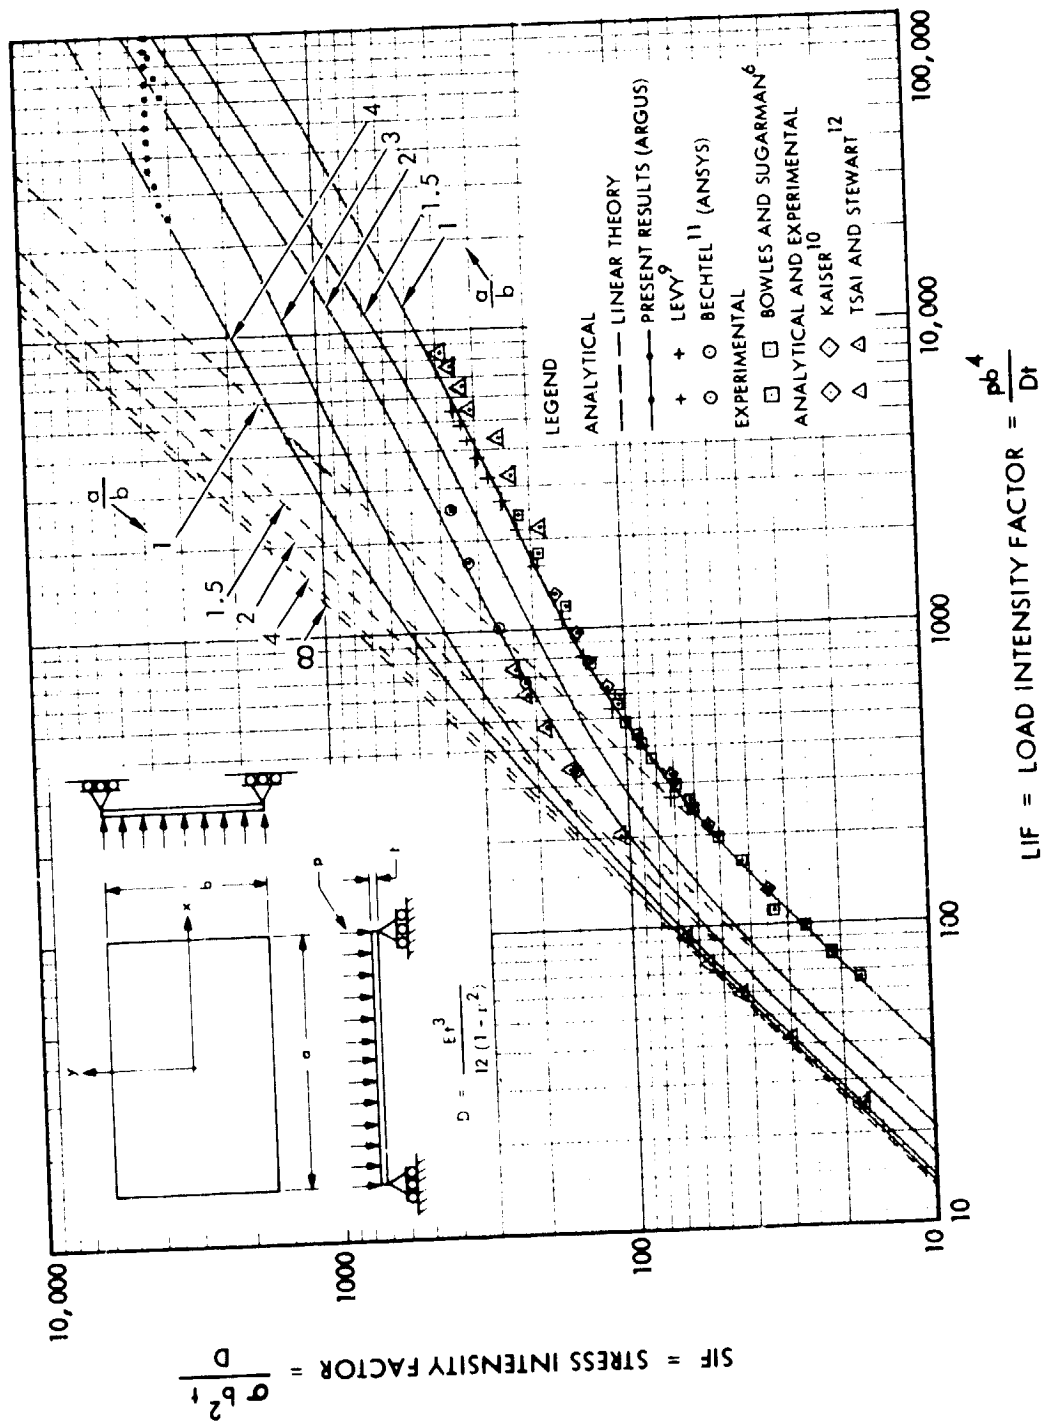 SIF = STRESS INTENSITY FACTOR = σ b² t / D
10,000
1000
100
10
10
100
1000
10,000
100,000
LIF = LOAD INTENSITY FACTOR = pb⁴ / Dt
y
x
b
a
p
t
D = Et³ / 12 (1 - ν²)
a/b
1
1.5
2
4
∞
4
3
2
1.5
1
a/b
LEGEND
ANALYTICAL
LINEAR THEORY
PRESENT RESULTS (ARGUS)
+ LEVY⁹
BECHTEL¹¹ (ANSYS)
EXPERIMENTAL
BOWLES AND SUGARMAN⁶
ANALYTICAL AND EXPERIMENTAL
KAISER¹⁰
TSAI AND STEWART¹²